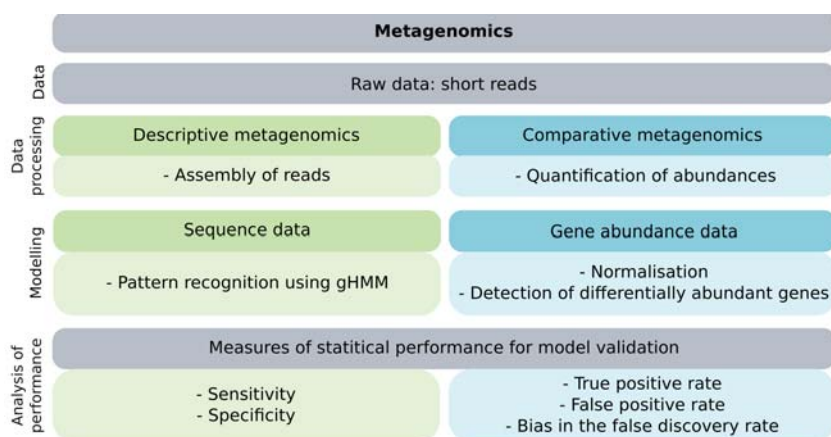 Metagenomics
Data
Raw data: short reads
Data
processing
Descriptive metagenomics
Comparative metagenomics
- Assembly of reads
- Quantification of abundances
Modelling
Sequence data
Gene abundance data
- Pattern recognition using gHMM
- Normalisation
- Detection of differentially abundant genes
Analysis of
performance
Measures of statitical performance for model validation
- Sensitivity
- Specificity
- True positive rate
- False positive rate
- Bias in the false discovery rate